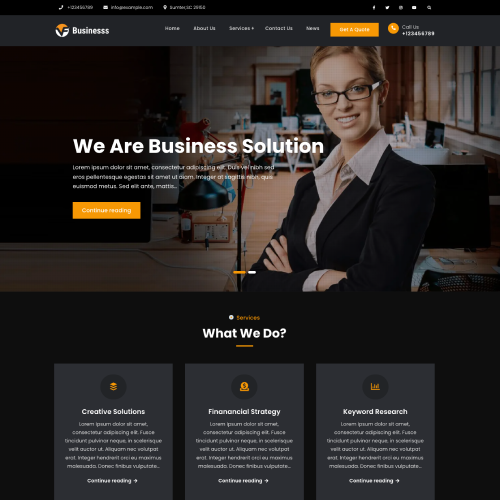 +123456789 info@example.com Sumter,SC 29150
Businesss
Home About Us Services + Contact Us News Get A Quote Call Us
+123456789
We Are Business Solution
Lorem ipsum dolor sit amet, consectetur adipiscing elit. Duis vel nibh sed
eros pellentesque egestas sit amet ut diam. Integer at sagittis non, quis
euismod metus. Sed elit ante, mattis...
Continue reading
Services
What We Do?
Creative Solutions
Lorem ipsum dolor sit amet,
consectetur adipiscing elit. Fusce
tincidunt pulvinar neque, in scelerisque
velit auctor ut. Aliquam nec volutpat
erat. Integer hendrerit orci eu maximus
malesuada. Donec finibus vulputate...
Continue reading →
Finanancial Strategy
Lorem ipsum dolor sit amet,
consectetur adipiscing elit. Fusce
tincidunt pulvinar neque, in scelerisque
velit auctor ut. Aliquam nec volutpat
erat. Integer hendrerit orci eu maximus
malesuada. Donec finibus vulputate...
Continue reading →
Keyword Research
Lorem ipsum dolor sit amet,
consectetur adipiscing elit. Fusce
tincidunt pulvinar neque, in scelerisque
velit auctor ut. Aliquam nec volutpat
erat. Integer hendrerit orci eu maximus
malesuada. Donec finibus vulputate...
Continue reading →